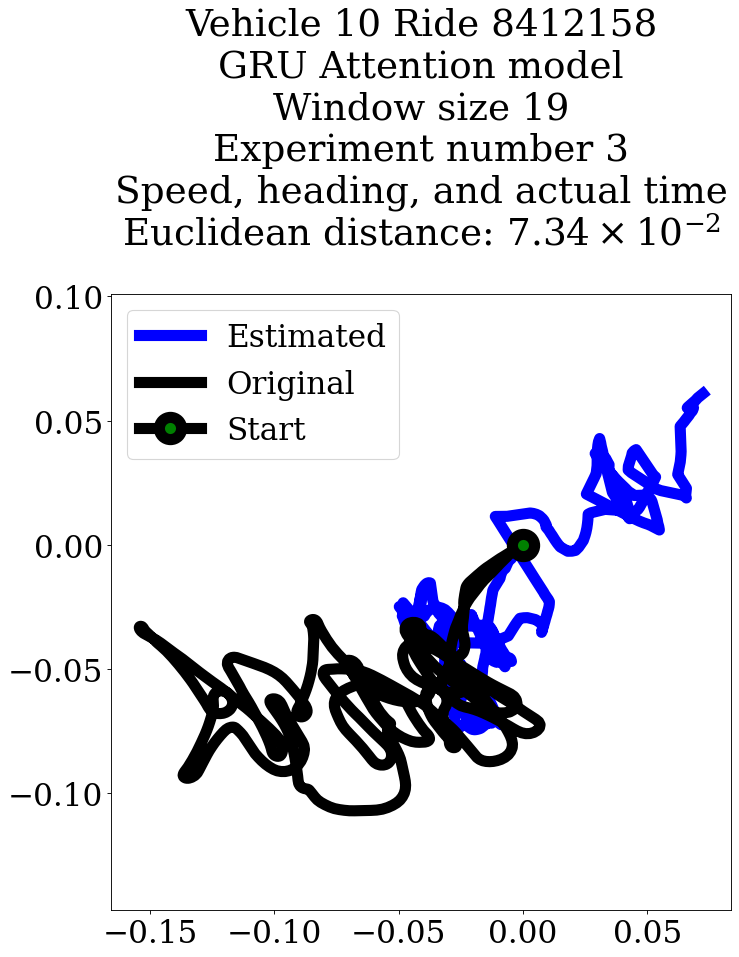 Vehicle 10 Ride 8412158
GRU Attention model
Window size 19
Experiment number 3
Speed, heading, and actual time
Euclidean distance: 7.34 × 10⁻²
Estimated
Original
Start
0.10
0.05
0.00
−0.05
−0.10
−0.15
−0.10
−0.05
0.00
0.05